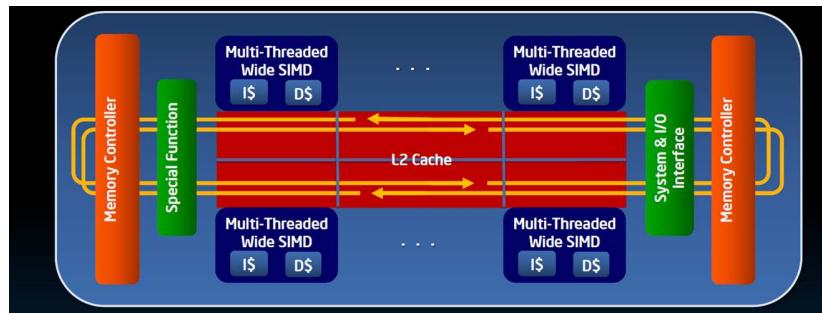 Multi-Threaded
Wide SIMD
I$ D$
. . .
Multi-Threaded
Wide SIMD
I$ D$
Memory Controller
Special Function
L2 Cache
System & I/O
Interface
Memory Controller
Multi-Threaded
Wide SIMD
I$ D$
. . .
Multi-Threaded
Wide SIMD
I$ D$